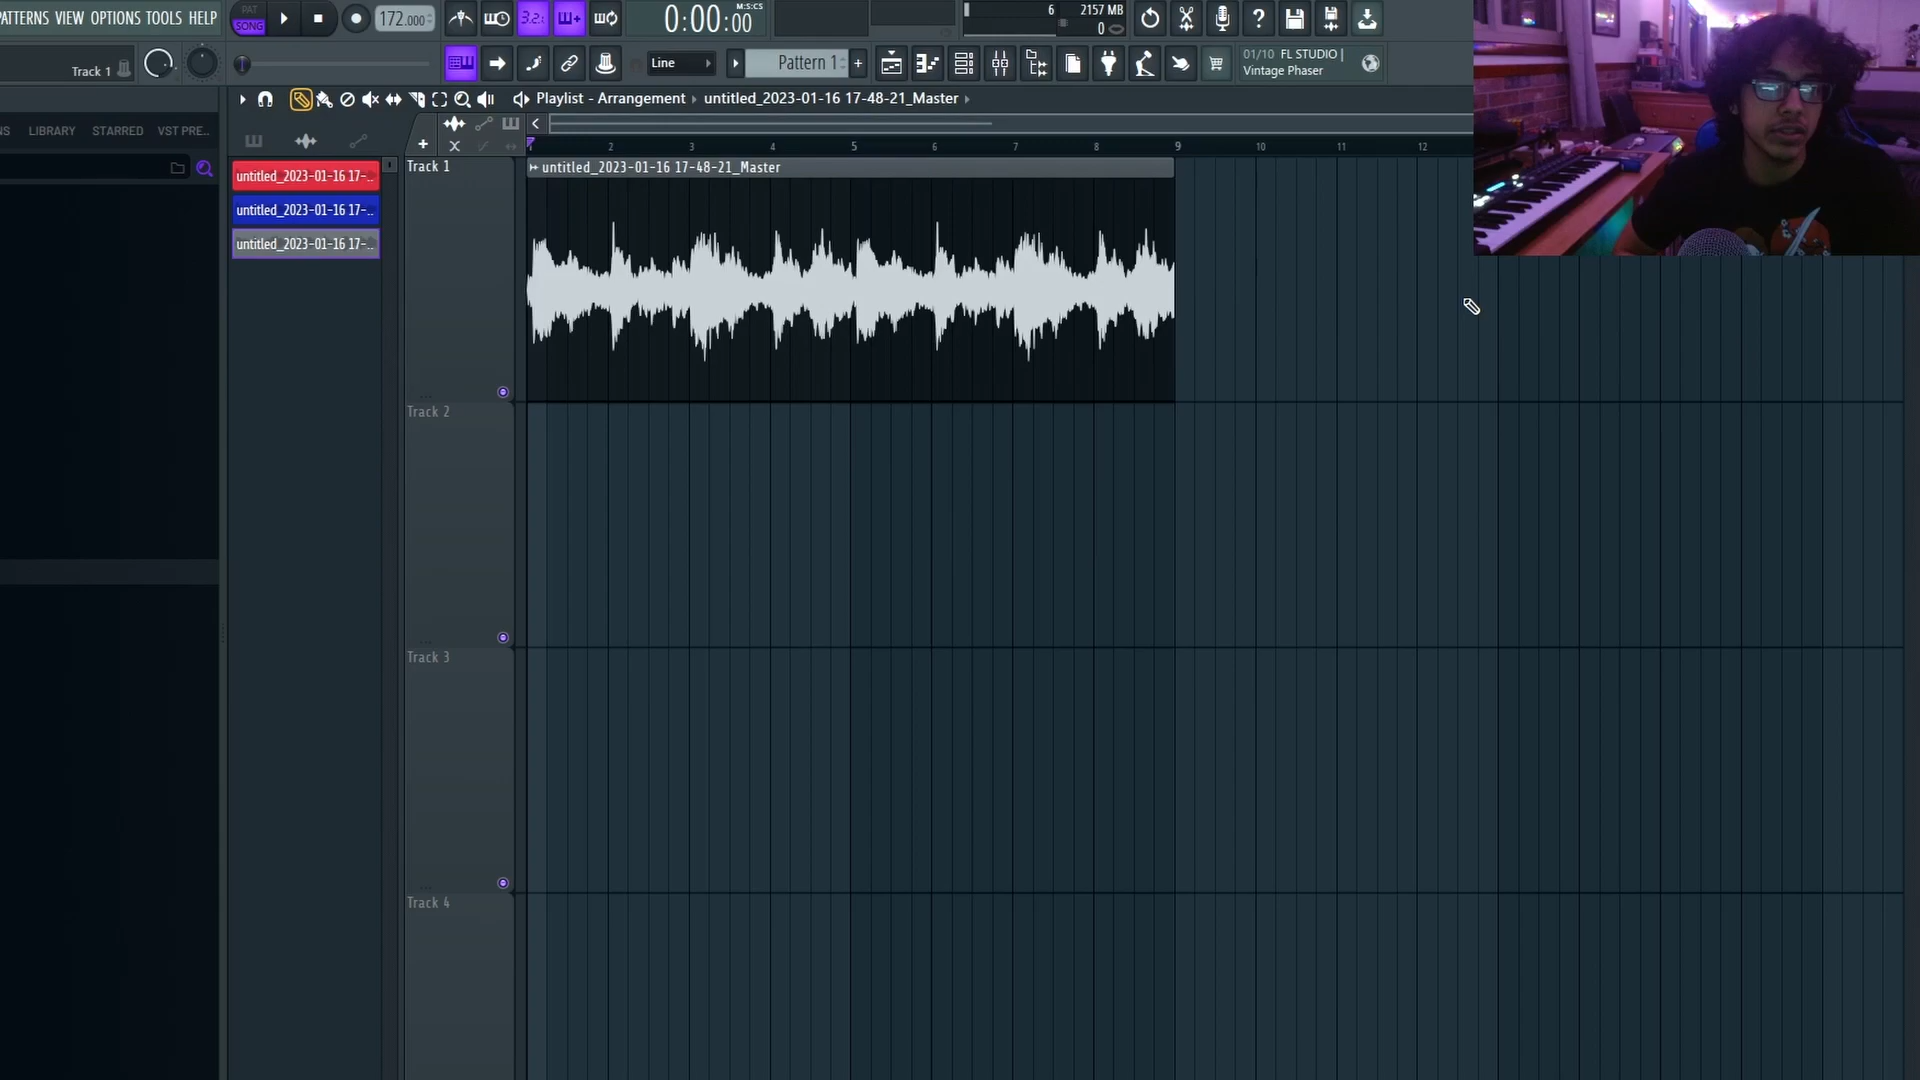 PATTERNS VIEW OPTIONS TOOLS HELP
PAT
SONG
172.000
3.2.
0:00:00
M:S:CS
6
2157 MB
0
Track 1
Line
Pattern 1
01/10 FL STUDIO |
Vintage Phaser
Playlist - Arrangement
untitled_2023-01-16 17-48-21_Master
NS
LIBRARY
STARRED
VST PRE..
1 2 3 4 5 6 7 8 9 10 11 12
untitled_2023-01-16 17-..
untitled_2023-01-16 17-..
untitled_2023-01-16 17-..
Track 1
untitled_2023-01-16 17-48-21_Master
Track 2
Track 3
Track 4